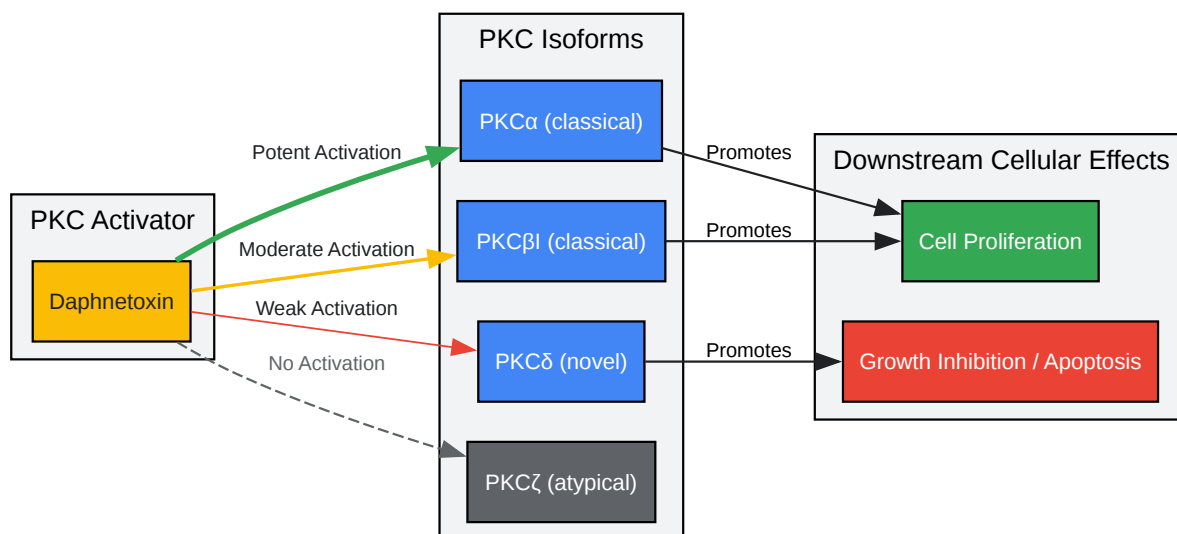 PKC Activator
Daphnetoxin
Potent Activation
Moderate Activation
Weak Activation
No Activation
PKC Isoforms
PKCα (classical)
PKCβI (classical)
PKCδ (novel)
PKCζ (atypical)
Promotes
Promotes
Promotes
Downstream Cellular Effects
Cell Proliferation
Growth Inhibition / Apoptosis